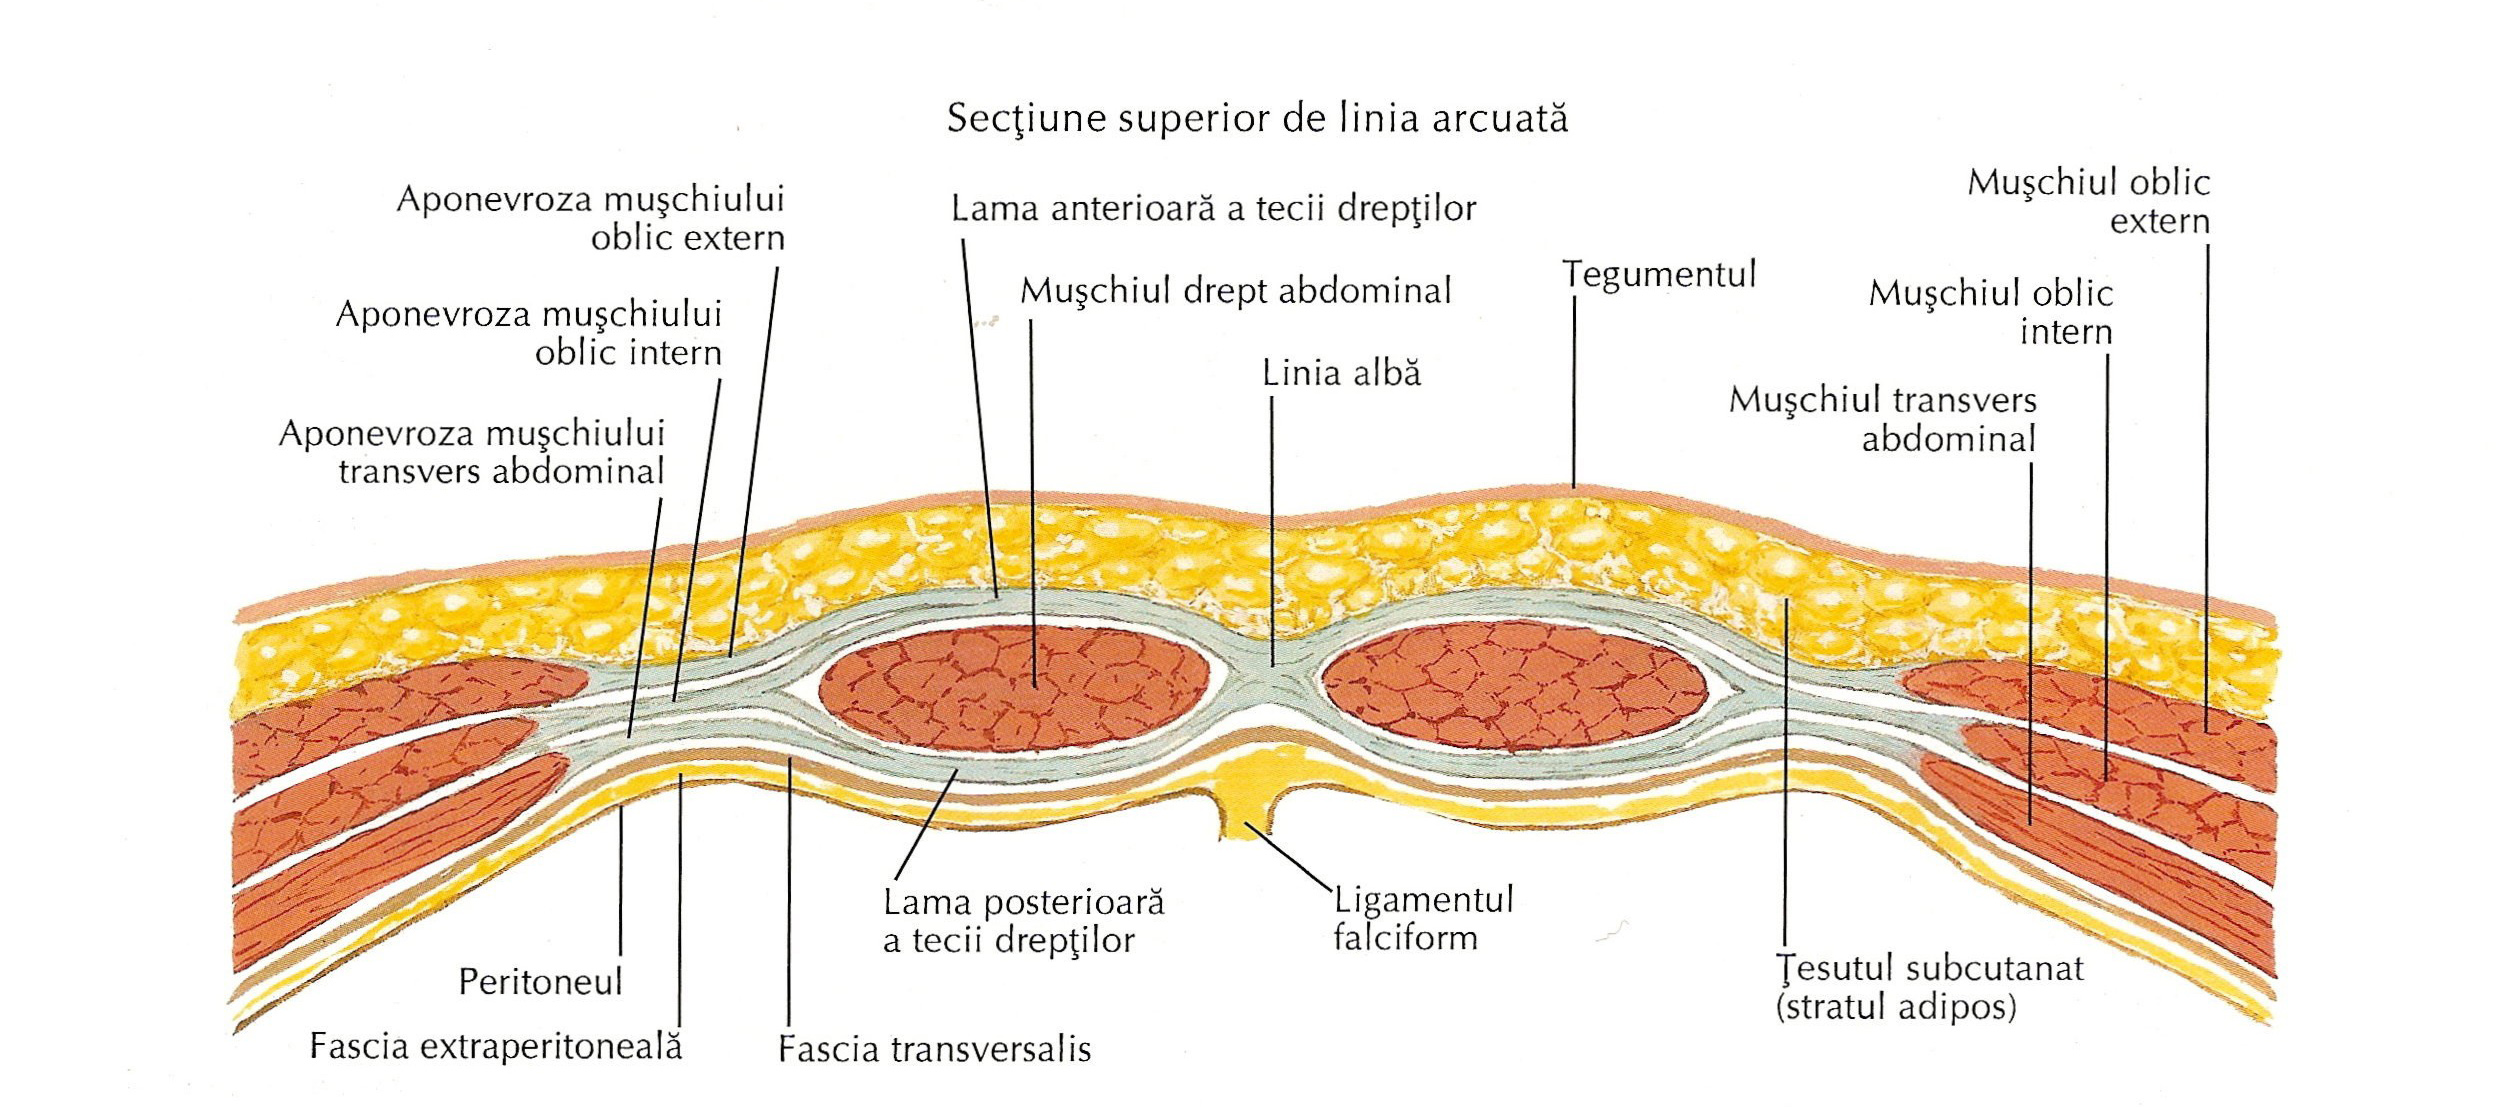 Secţiune superior de linia arcuată
Aponevroza muşchiului
oblic extern
Aponevroza muşchiului
oblic intern
Aponevroza muşchiului
transvers abdominal
Lama anterioară a tecii drepţilor
Muşchiul drept abdominal
Linia albă
Tegumentul
Muşchiul oblic
extern
Muşchiul oblic
intern
Muşchiul transvers
abdominal
Peritoneul
Fascia extraperitoneală
Fascia transversalis
Lama posterioară
a tecii drepţilor
Ligamentul
falciform
Ţesutul subcutanat
(stratul adipos)